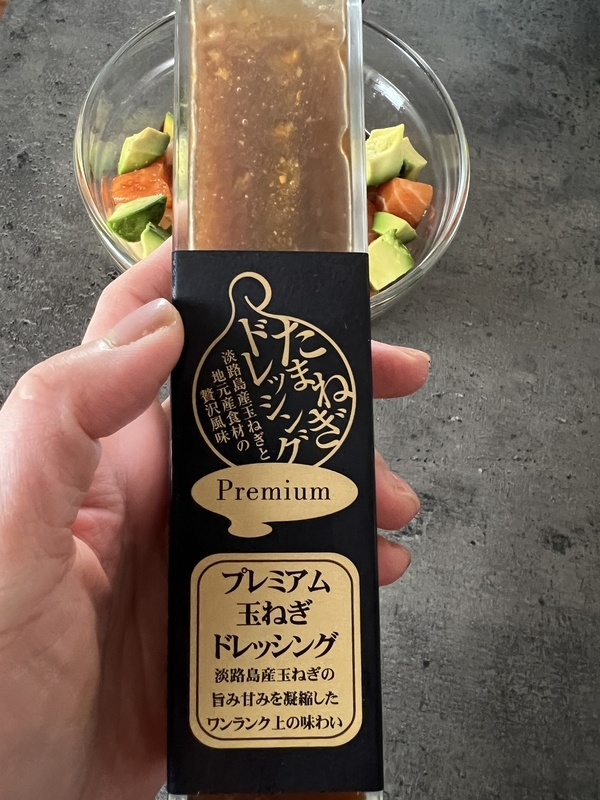 たまねぎ
ドレッシング
淡路島産玉ねぎと
地元産食材の
贅沢風味
Premium
プレミアム
玉ねぎ
ドレッシング
淡路島産玉ねぎの
旨み甘みを凝縮した
ワンランク上の味わい